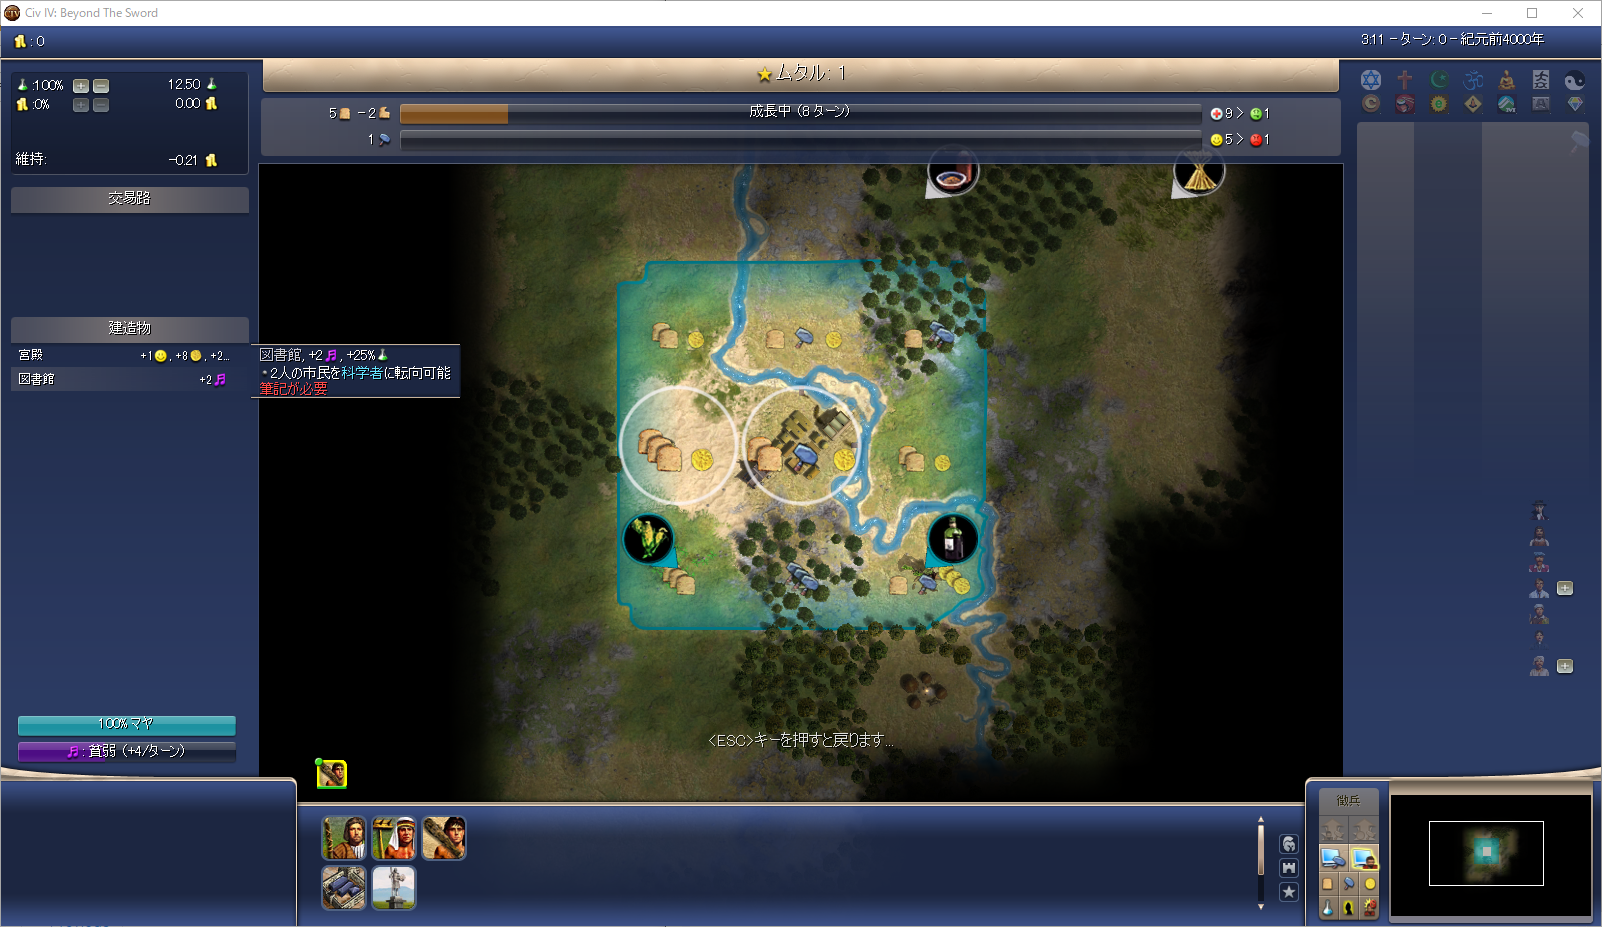 Civ IV: Beyond The Sword
: 0
3:11 - ターン: 0 - 紀元前4000年
:100% 12.50
:0% 0.00
維持: -0.21
ムタル: 1
5 - 2 成長中 (8 ターン) 9 > 1
1 5 > 1
交易路
建造物
宮殿 +1, +8, +2...
図書館 +2
図書館, +2, +25%
・2人の市民を科学者に転向可能
筆記が必要
<ESC>キーを押すと戻ります...
100% マヤ
: 貧弱 (+4/ターン)
徴兵